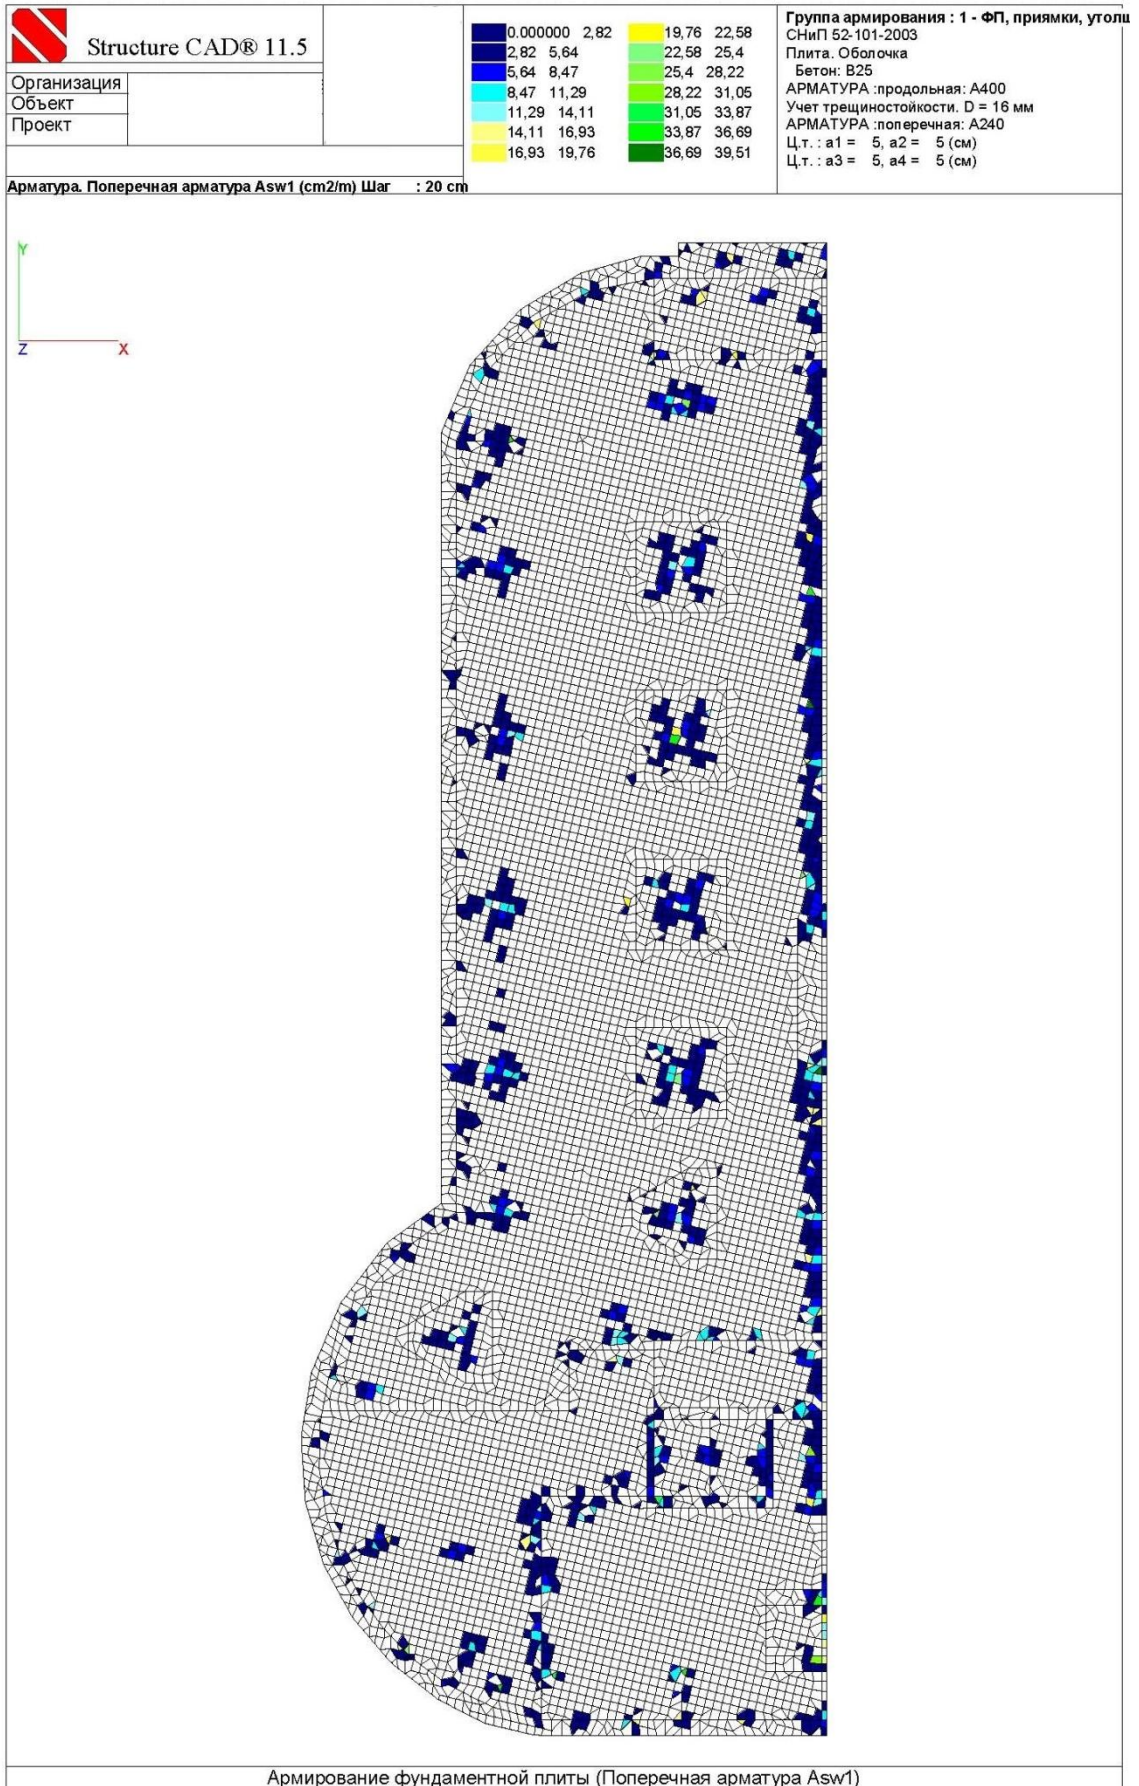 Structure CAD® 11.5
Организация
Объект
Проект
Арматура. Поперечная арматура Asw1 (cm2/m) Шаг : 20 cm
0.000000 2,82
2,82 5,64
5,64 8,47
8,47 11,29
11,29 14,11
14,11 16,93
16,93 19,76
19,76 22,58
22,58 25,4
25,4 28,22
28,22 31,05
31,05 33,87
33,87 36,69
36,69 39,51
Группа армирования : 1 - ФП, приямки, утолщ
СНиП 52-101-2003
Плита. Оболочка
Бетон: B25
АРМАТУРА :продольная: A400
Учет трещиностойкости. D = 16 мм
АРМАТУРА :поперечная: A240
Ц.т. : a1 = 5, a2 = 5 (см)
Ц.т. : a3 = 5, a4 = 5 (см)
Y
Z X
Армирование фундаментной плиты (Поперечная арматура Asw1)